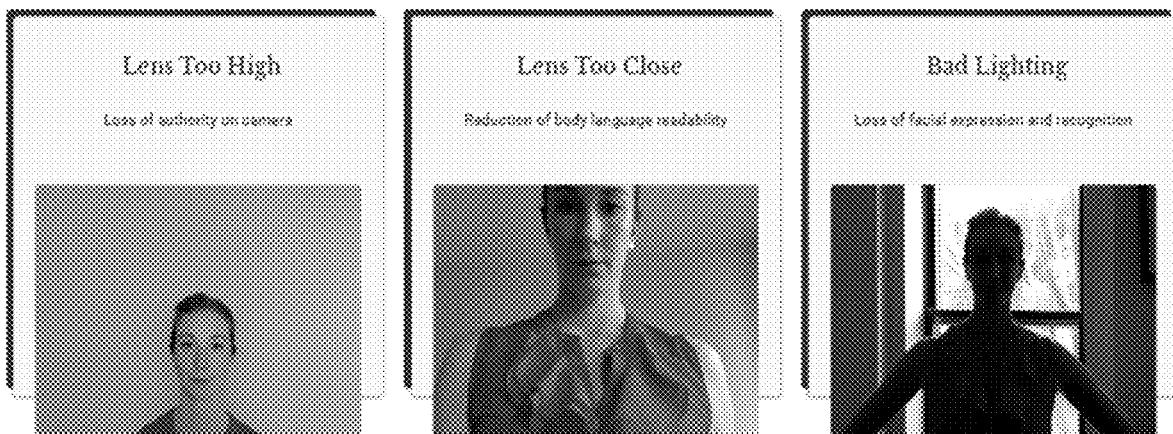 Lens Too High
Loss of authority on camera
Lens Too Close
Reduction of body language readability
Bad Lighting
Loss of facial expression and recognition